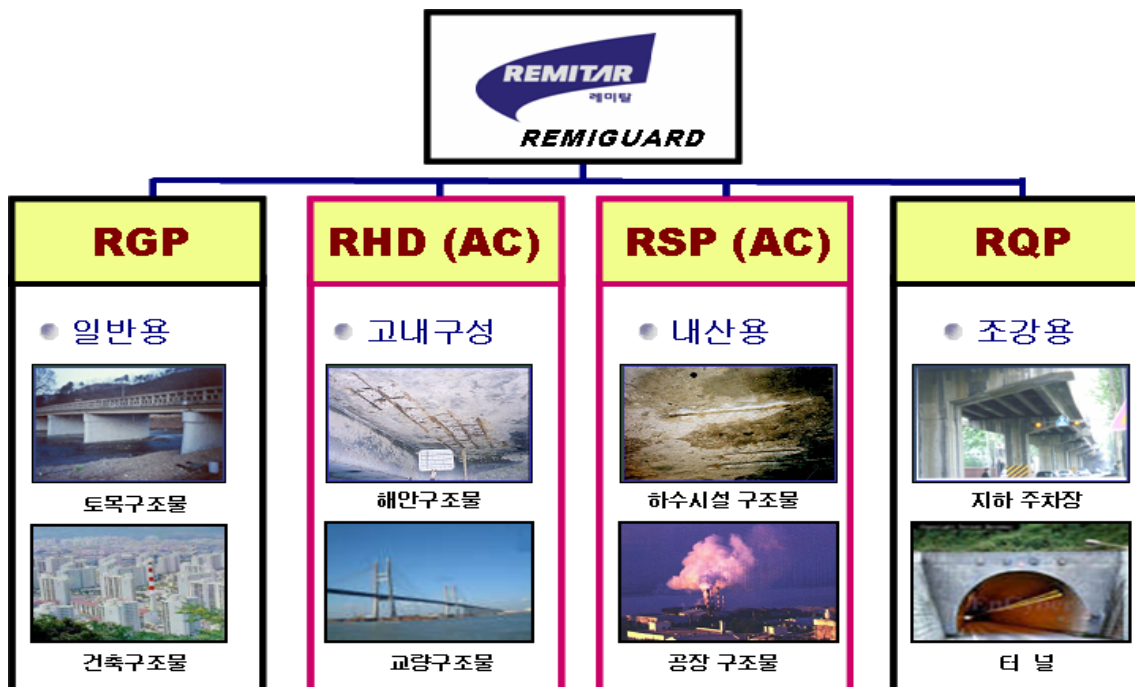 REMITAR
레미탈
REMIGUARD
RGP
RHD (AC)
RSP (AC)
RQP
일반용
고내구성
내산용
조강용
토목구조물
해안구조물
하수시설 구조물
지하 주차장
건축구조물
교량구조물
공장 구조물
터 널